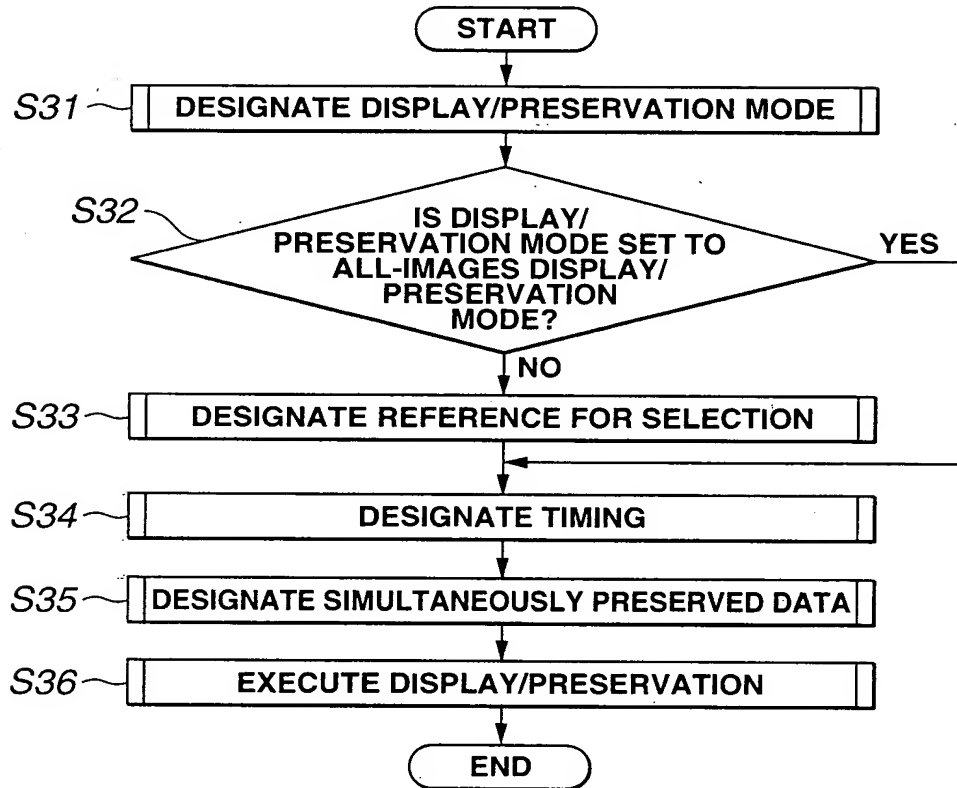 START
S31
DESIGNATE DISPLAY/PRESERVATION MODE
S32
IS DISPLAY/
PRESERVATION MODE SET TO
ALL-IMAGES DISPLAY/
PRESERVATION
MODE?
YES
NO
S33
DESIGNATE REFERENCE FOR SELECTION
S34
DESIGNATE TIMING
S35
DESIGNATE SIMULTANEOUSLY PRESERVED DATA
S36
EXECUTE DISPLAY/PRESERVATION
END